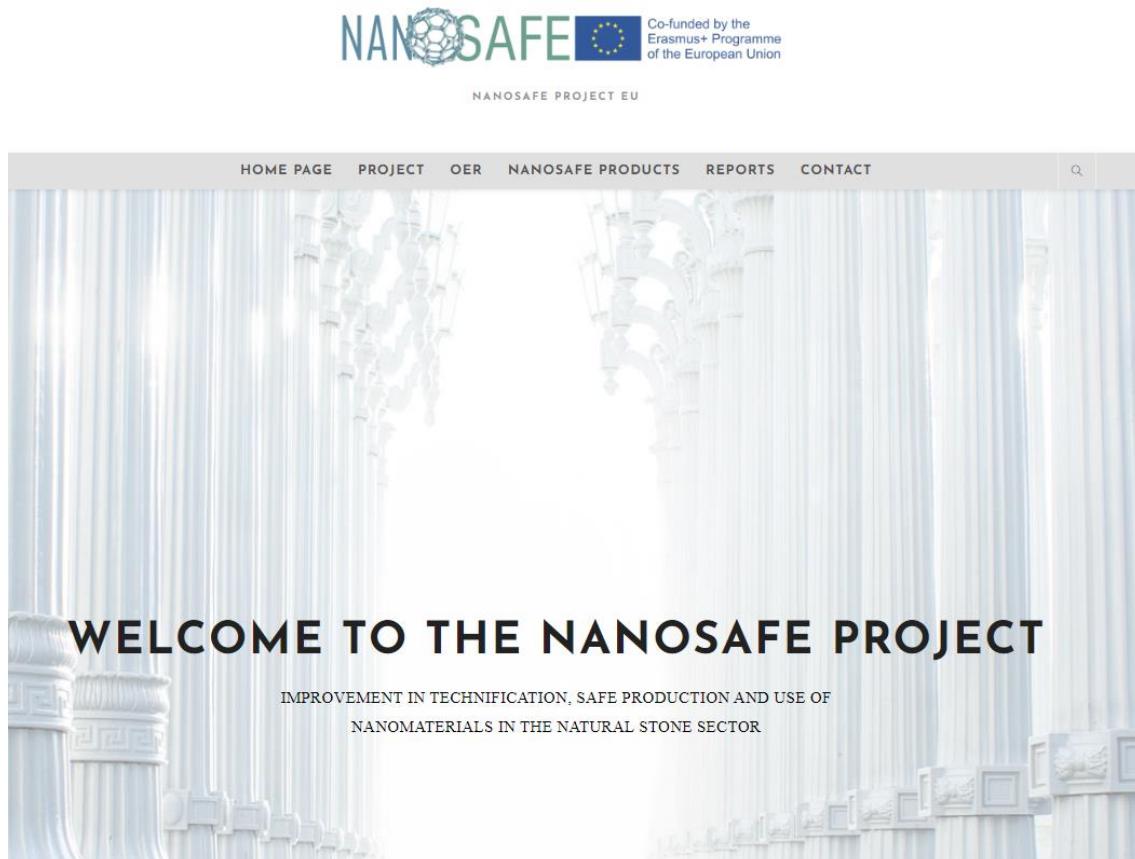 NANOSAFE
Co-funded by the
Erasmus+ Programme
of the European Union
NANOSAFE PROJECT EU
HOME PAGE PROJECT OER NANOSAFE PRODUCTS REPORTS CONTACT
WELCOME TO THE NANOSAFE PROJECT
IMPROVEMENT IN TECHNIFICATION, SAFE PRODUCTION AND USE OF
NANOMATERIALS IN THE NATURAL STONE SECTOR